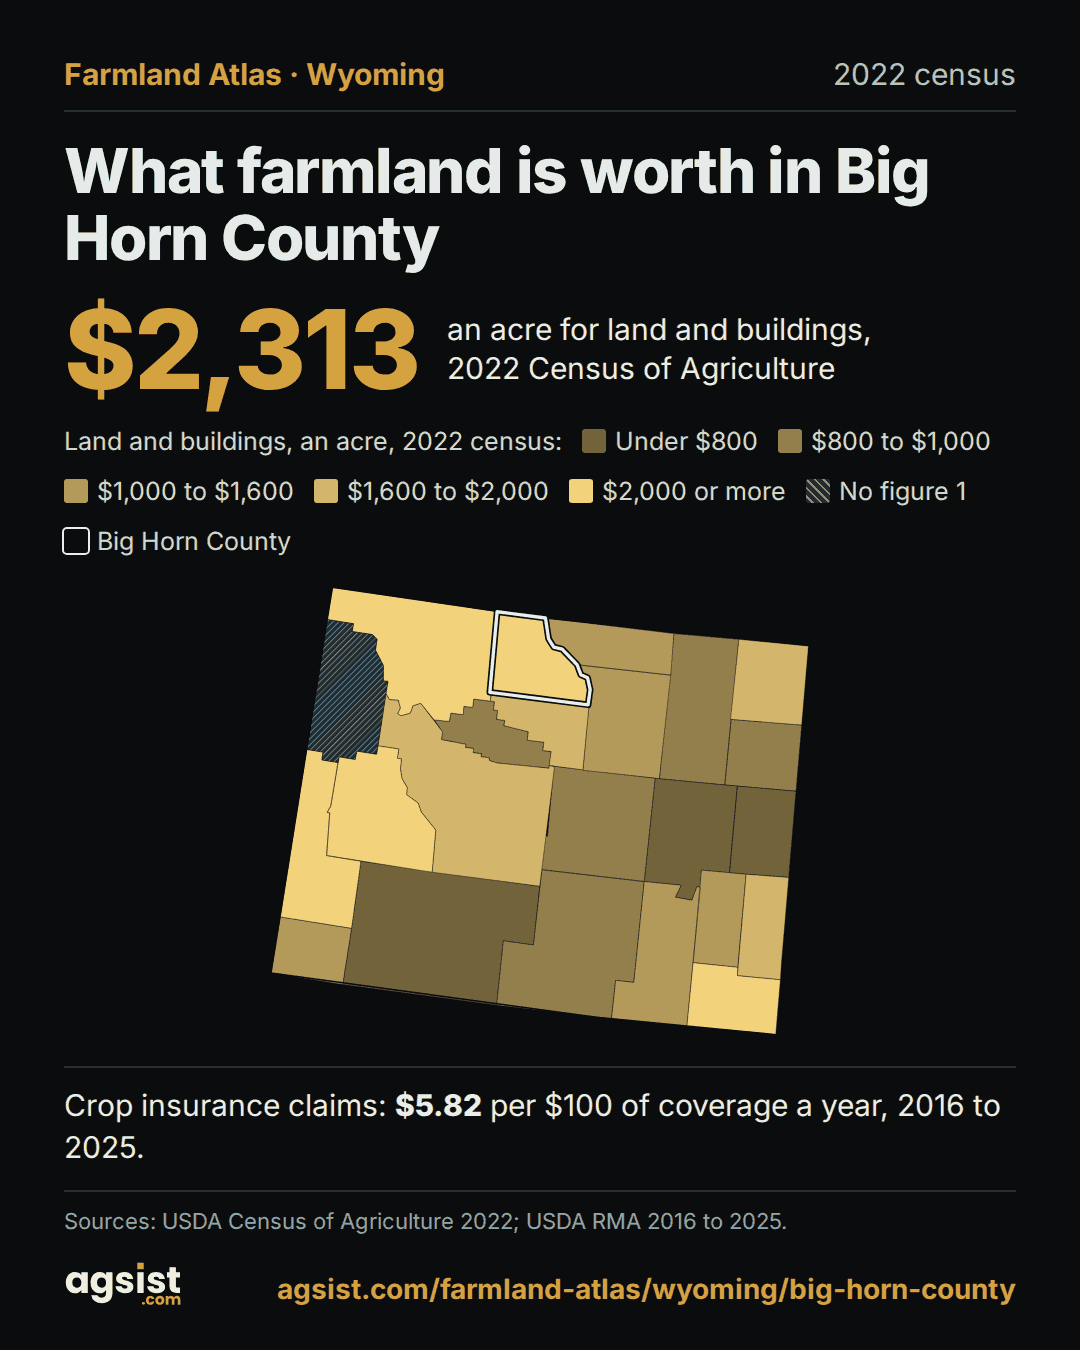 Farmland Atlas · Wyoming
2022 census
What farmland is worth in Big
Horn County
$2,313
an acre for land and buildings,
2022 Census of Agriculture
Land and buildings, an acre, 2022 census: Under $800 $800 to $1,000
$1,000 to $1,600 $1,600 to $2,000 $2,000 or more No figure 1
Big Horn County
Crop insurance claims: $5.82 per $100 of coverage a year, 2016 to
2025.
Sources: USDA Census of Agriculture 2022; USDA RMA 2016 to 2025.
agsist
.com
agsist.com/farmland-atlas/wyoming/big-horn-county